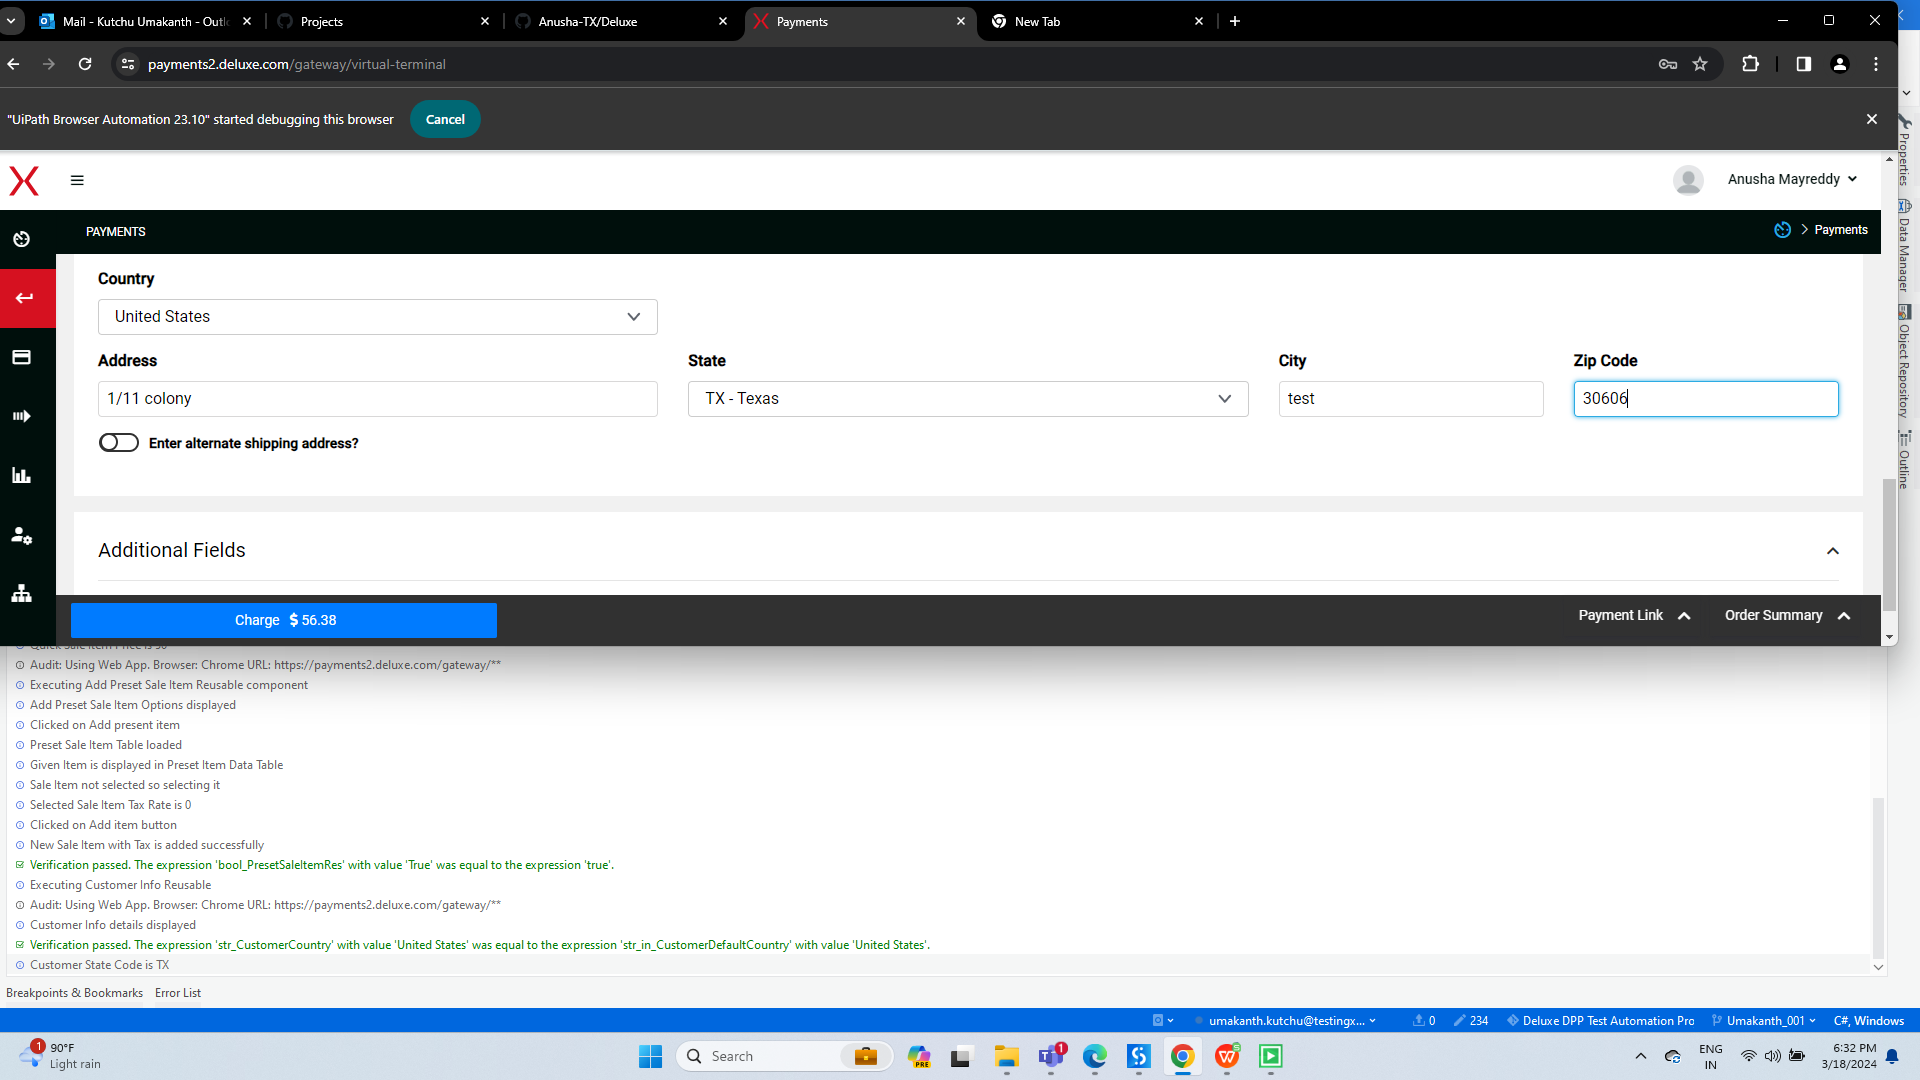 Mail - Kutchu Umakanth - Outlo
Projects
Anusha-TX/Deluxe
Payments
New Tab
payments2.deluxe.com/gateway/virtual-terminal
"UiPath Browser Automation 23.10" started debugging this browser
Cancel
Anusha Mayreddy
PAYMENTS
Payments
Properties
Data Manager
Object Repository
Outline
Country
United States
Address
State
City
Zip Code
1/11 colony
TX - Texas
test
30606
Enter alternate shipping address?
Additional Fields
Charge $ 56.38
Payment Link
Order Summary
Quick Sale Item Price is 50
Audit: Using Web App. Browser: Chrome URL: https://payments2.deluxe.com/gateway/**
Executing Add Preset Sale Item Reusable component
Add Preset Sale Item Options displayed
Clicked on Add present item
Preset Sale Item Table loaded
Given Item is displayed in Preset Item Data Table
Sale Item not selected so selecting it
Selected Sale Item Tax Rate is 0
Clicked on Add item button
New Sale Item with Tax is added successfully
Verification passed. The expression 'bool_PresetSaleItemRes' with value 'True' was equal to the expression 'true'.
Executing Customer Info Reusable
Audit: Using Web App. Browser: Chrome URL: https://payments2.deluxe.com/gateway/**
Customer Info details displayed
Verification passed. The expression 'str_CustomerCountry' with value 'United States' was equal to the expression 'str_in_CustomerDefaultCountry' with value 'United States'.
Customer State Code is TX
Breakpoints & Bookmarks
Error List
umakanth.kutchu@testingx...
0
234
Deluxe DPP Test Automation Pro
Umakanth_001
C#, Windows
1
90°F
Light rain
Search
PRE
1
ENG
IN
6:32 PM
3/18/2024